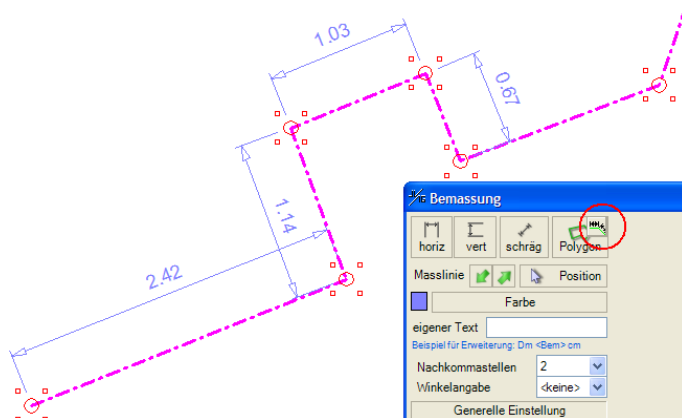 1.03
0.67
1.14
2.42
Bemassung
horiz vert schräg Polygon
Masslinie Position
Farbe
eigener Text
Beispiel für Erweiterung: Dm <Bem> cm
Nachkommastellen 2
Winkelangabe <keine>
Generelle Einstellung